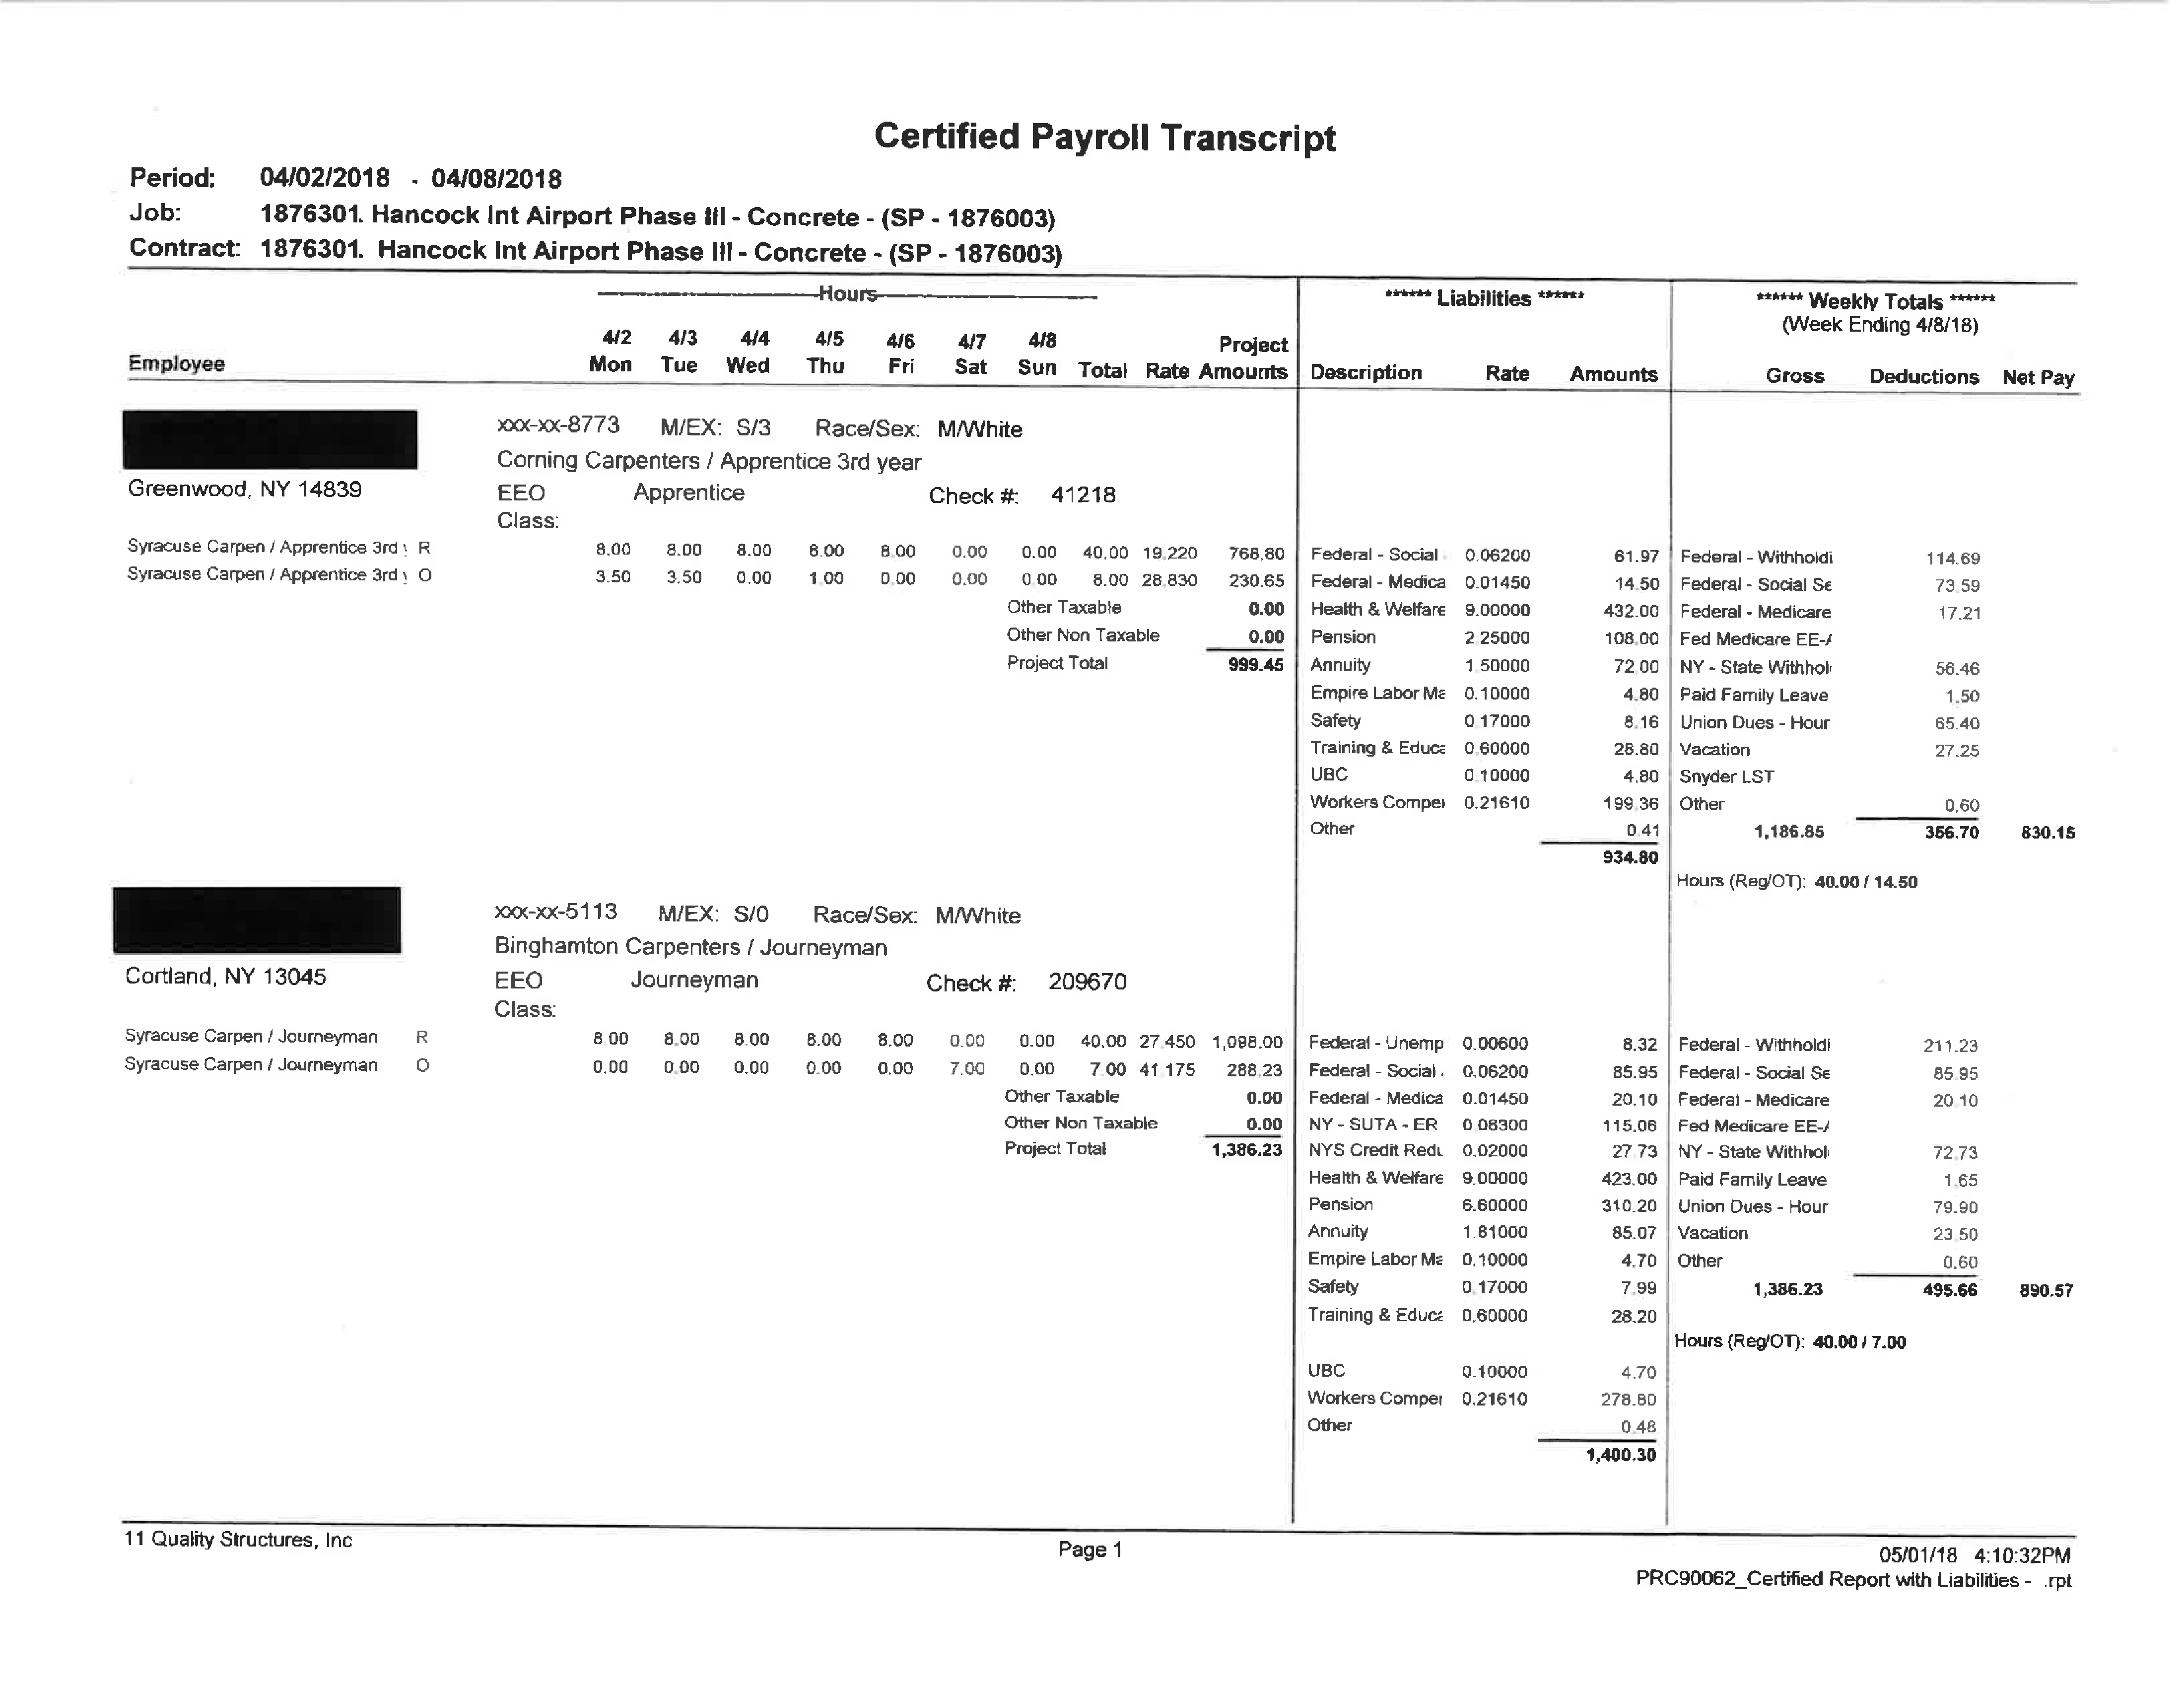 Certified Payroll Transcript
Period: 04/02/2018 - 04/08/2018
Job: 1876301. Hancock Int Airport Phase III - Concrete - (SP - 1876003)
Contract: 1876301. Hancock Int Airport Phase III - Concrete - (SP - 1876003)
Hours ****** Liabilities ****** ****** Weekly Totals ******
(Week Ending 4/8/18)
4/2 4/3 4/4 4/5 4/6 4/7 4/8 Project
Employee Mon Tue Wed Thu Fri Sat Sun Total Rate Amounts Description Rate Amounts Gross Deductions Net Pay
xxx-xx-8773 M/EX: S/3 Race/Sex: M/White
Corning Carpenters / Apprentice 3rd year
Greenwood, NY 14839 EEO Apprentice Check #: 41218
Class:
Syracuse Carpen / Apprentice 3rd y R 8.00 8.00 8.00 8.00 8.00 0.00 0.00 40.00 19.220 768.80 Federal - Social 0.06200 61.97 Federal - Withholdi 114.69
Syracuse Carpen / Apprentice 3rd y O 3.50 3.50 0.00 1.00 0.00 0.00 0.00 8.00 28.830 230.65 Federal - Medica 0.01450 14.50 Federal - Social Se 73.59
Other Taxable 0.00 Health & Welfare 9.00000 432.00 Federal - Medicare 17.21
Other Non Taxable 0.00 Pension 2.25000 108.00 Fed Medicare EE-A
Project Total 999.45 Annuity 1.50000 72.00 NY - State Withhol 56.46
Empire Labor Ma 0.10000 4.80 Paid Family Leave 1.50
Safety 0.17000 8.16 Union Dues - Hour 65.40
Training & Educa 0.60000 28.80 Vacation 27.25
UBC 0.10000 4.80 Snyder LST
Workers Compe 0.21610 199.36 Other 0.60
Other 0.41 1,186.85 356.70 830.15
934.80
Hours (Reg/OT): 40.00 / 14.50
xxx-xx-5113 M/EX: S/0 Race/Sex: M/White
Binghamton Carpenters / Journeyman
Cortland, NY 13045 EEO Journeyman Check #: 209670
Class:
Syracuse Carpen / Journeyman R 8.00 8.00 8.00 8.00 8.00 0.00 0.00 40.00 27.450 1,098.00 Federal - Unemp 0.00600 8.32 Federal - Withholdi 211.23
Syracuse Carpen / Journeyman O 0.00 0.00 0.00 0.00 0.00 7.00 0.00 7.00 41.175 288.23 Federal - Social 0.06200 85.95 Federal - Social Se 85.95
Other Taxable 0.00 Federal - Medica 0.01450 20.10 Federal - Medicare 20.10
Other Non Taxable 0.00 NY - SUTA - ER 0.08300 115.06 Fed Medicare EE-A
Project Total 1,386.23 NYS Credit Redu 0.02000 27.73 NY - State Withhol 72.73
Health & Welfare 9.00000 423.00 Paid Family Leave 1.65
Pension 6.60000 310.20 Union Dues - Hour 79.90
Annuity 1.81000 85.07 Vacation 23.50
Empire Labor Ma 0.10000 4.70 Other 0.60
Safety 0.17000 7.99 1,386.23 495.66 890.57
Training & Educa 0.60000 28.20
Hours (Reg/OT): 40.00 / 7.00
UBC 0.10000 4.70
Workers Compe 0.21610 278.80
Other 0.48
1,400.30
11 Quality Structures, Inc
Page 1
05/01/18 4:10:32PM
PRC90062_Certified Report with Liabilities - .rpt